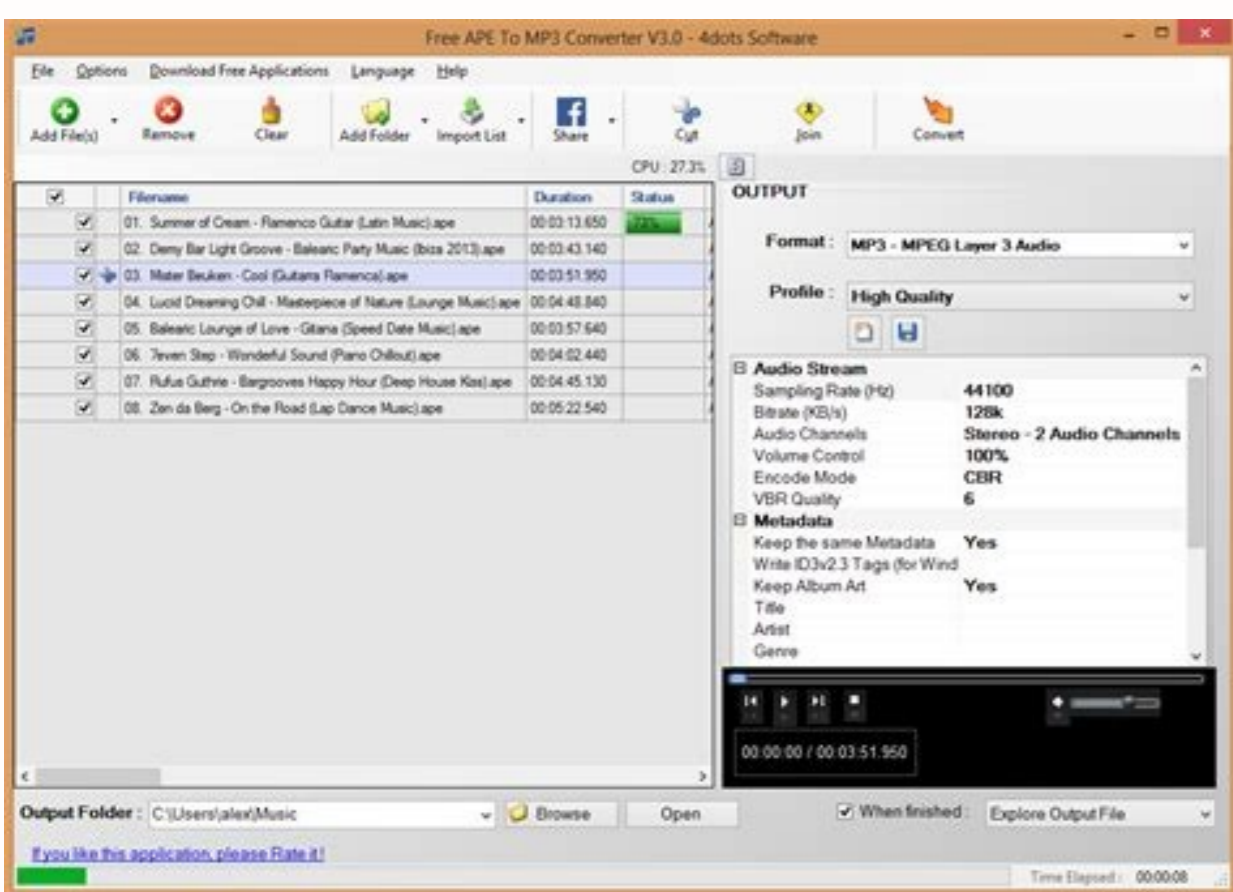 Free APE To MP3 Converter V3.0 - 4dots Software
File Options Download Free Applications Language Help
Add File(s) Remove Clear Add Folder Import List Share Cut Join Convert
CPU : 27.3%
Filename Duration Status
01. Summer of Cream - Flamenco Guitar (Latin Music).ape 00:03:13.650 73%
02. Demy Bar Light Groove - Balearic Party Music (Ibiza 2013).ape 00:03:43.140
03. Mister Beuken - Cool (Guitarra Flamenca).ape 00:03:51.950
04. Lucid Dreaming Chill - Masterpiece of Nature (Lounge Music).ape 00:04:48.840
05. Balearic Lounge of Love - Gitana (Speed Date Music).ape 00:03:57.640
06. 7even Step - Wonderful Sound (Piano Chillout).ape 00:04:02.440
07. Rufus Guthrie - Bargrooves Happy Hour (Deep House Kiss).ape 00:04:45.130
08. Zen da Berg - On the Road (Lap Dance Music).ape 00:05:22.540
OUTPUT
Format : MP3 - MPEG Layer 3 Audio
Profile : High Quality
Audio Stream
Sampling Rate (Hz) 44100
Bitrate (KB/s) 128k
Audio Channels Stereo - 2 Audio Channels
Volume Control 100%
Encode Mode CBR
VBR Quality 6
Metadata
Keep the same Metadata Yes
Write ID3v2.3 Tags (for Wind
Keep Album Art Yes
Title
Artist
Genre
00:00:00 / 00:03:51.950
Output Folder : C:\Users\alex\Music Browse Open
When finished : Explore Output File
If you like this application, please Rate it!
Time Elapsed : 00:00:08